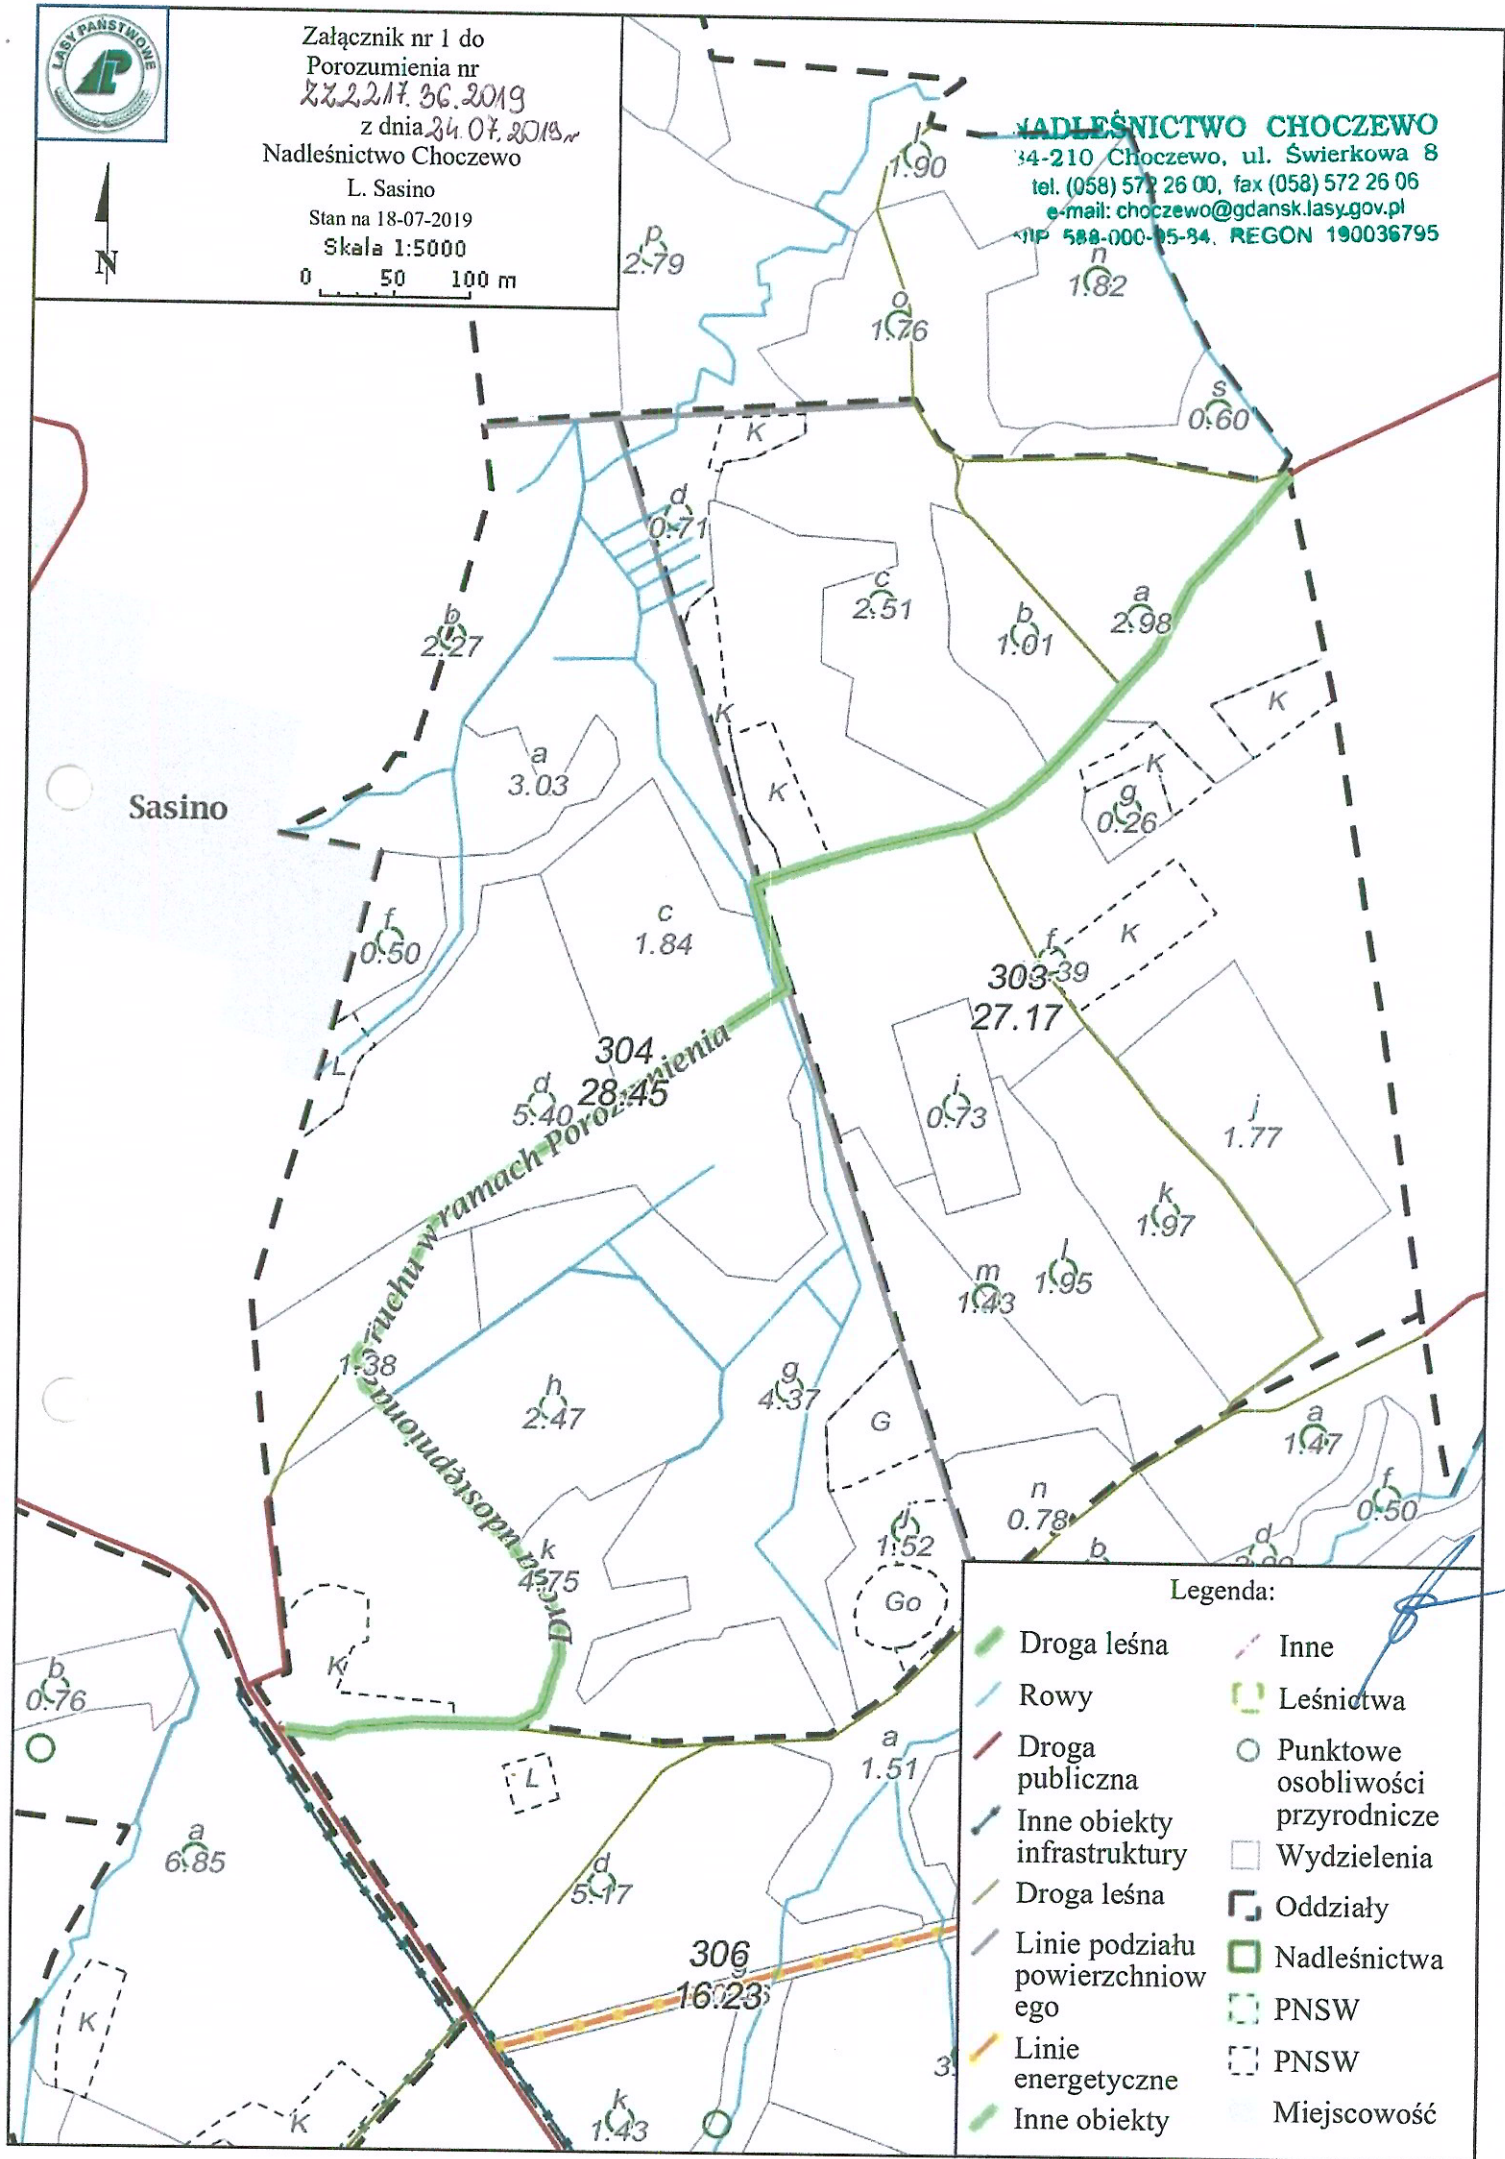 LASY PAŃSTWOWE
Załącznik nr 1 do
Porozumienia nr
ZZ2217.36.2019
z dnia 24.07.2019r
Nadleśnictwo Choczewo
L. Sasino
Stan na 18-07-2019
Skala 1:5000
0 50 100 m
N
NADLEŚNICTWO CHOCZEWO
84-210 Choczewo, ul. Świerkowa 8
tel. (058) 572 26 00, fax (058) 572 26 06
e-mail: choczewo@gdansk.lasy.gov.pl
NIP 588-000-05-84, REGON 190036795
l
1.90
p
2.79
n
1.82
o
1.76
s
0.60
K
d
0.71
c
2.51
b
1.01
a
2.98
b
2.27
K
K
a
3.03
K
K
g
0.26
Sasino
f
0.50
c
1.84
K
f
303
27.17
L
304
28.45
d
5.40
i
0.73
j
1.77
k
1.97
l
1.95
m
1.43
Droga udostępniona z ruchu w ramach Porozumienia
1.38
h
2.47
g
4.37
G
a
1.47
f
0.50
n
0.78
j
1.52
b
d
k
4.75
Go
K
b
0.76
L
a
1.51
a
6.85
d
5.17
306
16.23
K
K
k
1.43
3.
Legenda:
Droga leśna
Rowy
Droga
publiczna
Inne obiekty
infrastruktury
Droga leśna
Linie podziału
powierzchniow
ego
Linie
energetyczne
Inne obiekty
Inne
Leśnictwa
Punktowe
osobliwości
przyrodnicze
Wydzielenia
Oddziały
Nadleśnictwa
PNSW
PNSW
Miejscowość